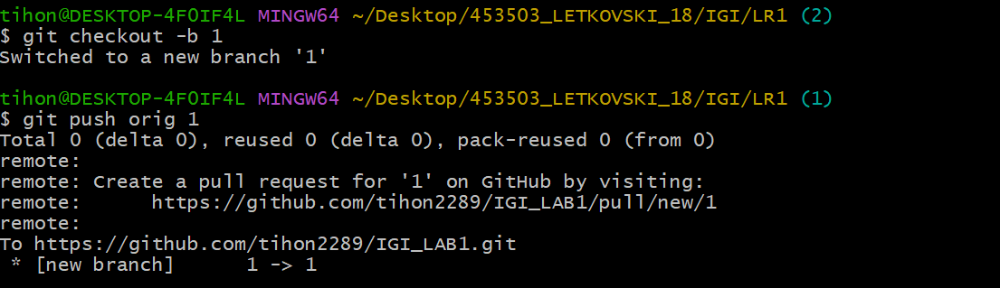 tihon@DESKTOP-4F0IF4L MINGW64 ~/Desktop/453503_LETKOVSKI_18/IGI/LR1 (2)
$ git checkout -b 1
Switched to a new branch '1'
tihon@DESKTOP-4F0IF4L MINGW64 ~/Desktop/453503_LETKOVSKI_18/IGI/LR1 (1)
$ git push orig 1
Total 0 (delta 0), reused 0 (delta 0), pack-reused 0 (from 0)
remote:
remote: Create a pull request for '1' on GitHub by visiting:
remote:      https://github.com/tihon2289/IGI_LAB1/pull/new/1
remote:
To https://github.com/tihon2289/IGI_LAB1.git
 * [new branch]      1 -> 1